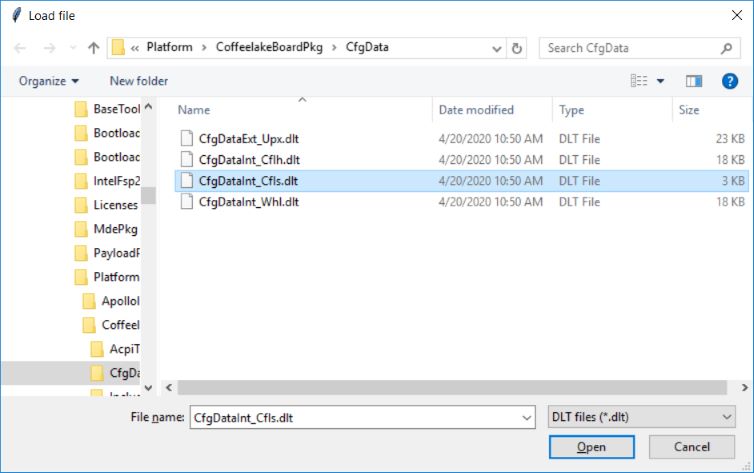 Load file
« Platform > CoffeelakeBoardPkg > CfgData
Search CfgData
Organize
New folder
Name Date modified Type Size
CfgDataExt_Upx.dlt 4/20/2020 10:50 AM DLT File 23 KB
CfgDataInt_Cflh.dlt 4/20/2020 10:50 AM DLT File 18 KB
CfgDataInt_Cfls.dlt 4/20/2020 10:50 AM DLT File 3 KB
CfgDataInt_Whl.dlt 4/20/2020 10:50 AM DLT File 18 KB
BaseTool
Bootload
Bootload
IntelFsp2
Licenses
MdePkg
PayloadP
Platform
Apollol
Coffeel
AcpiT
CfgDa
File name: CfgDataInt_Cfls.dlt
DLT files (*.dlt)
Open
Cancel